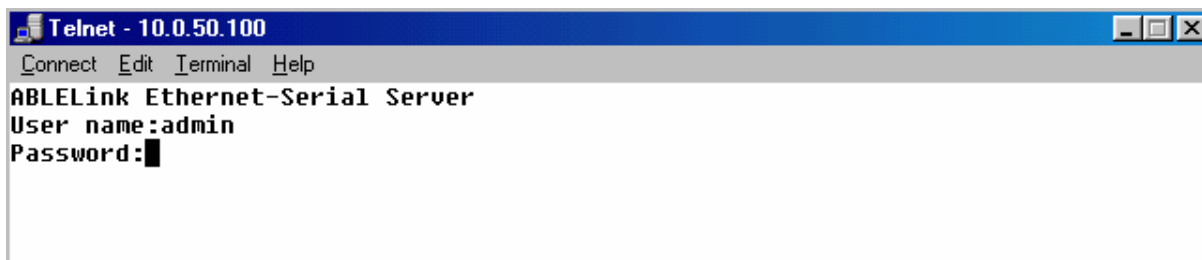 Telnet - 10.0.50.100
Connect Edit Terminal Help
ABLELink Ethernet-Serial Server
User name:admin
Password: